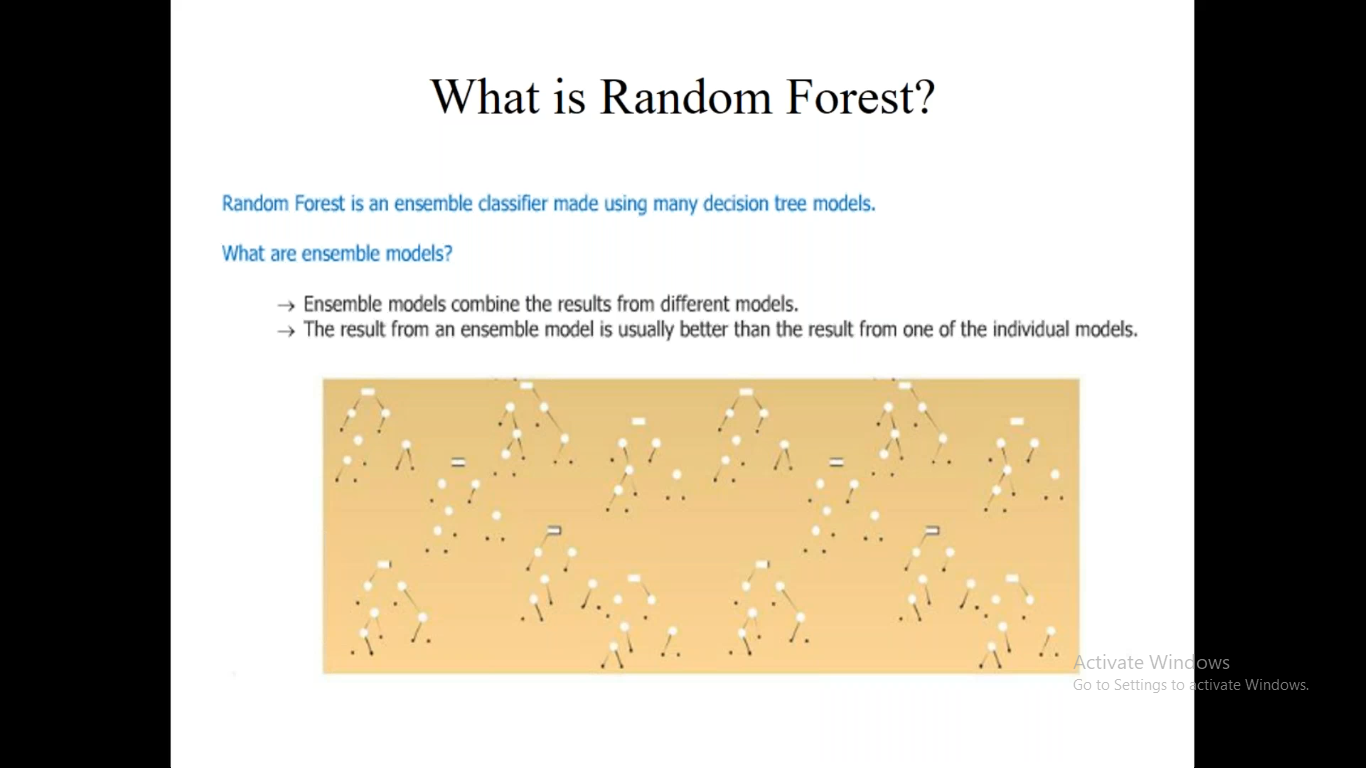 What is Random Forest?
Random Forest is an ensemble classifier made using many decision tree models.
What are ensemble models?
→ Ensemble models combine the results from different models.
→ The result from an ensemble model is usually better than the result from one of the individual models.
Activate Windows
Go to Settings to activate Windows.